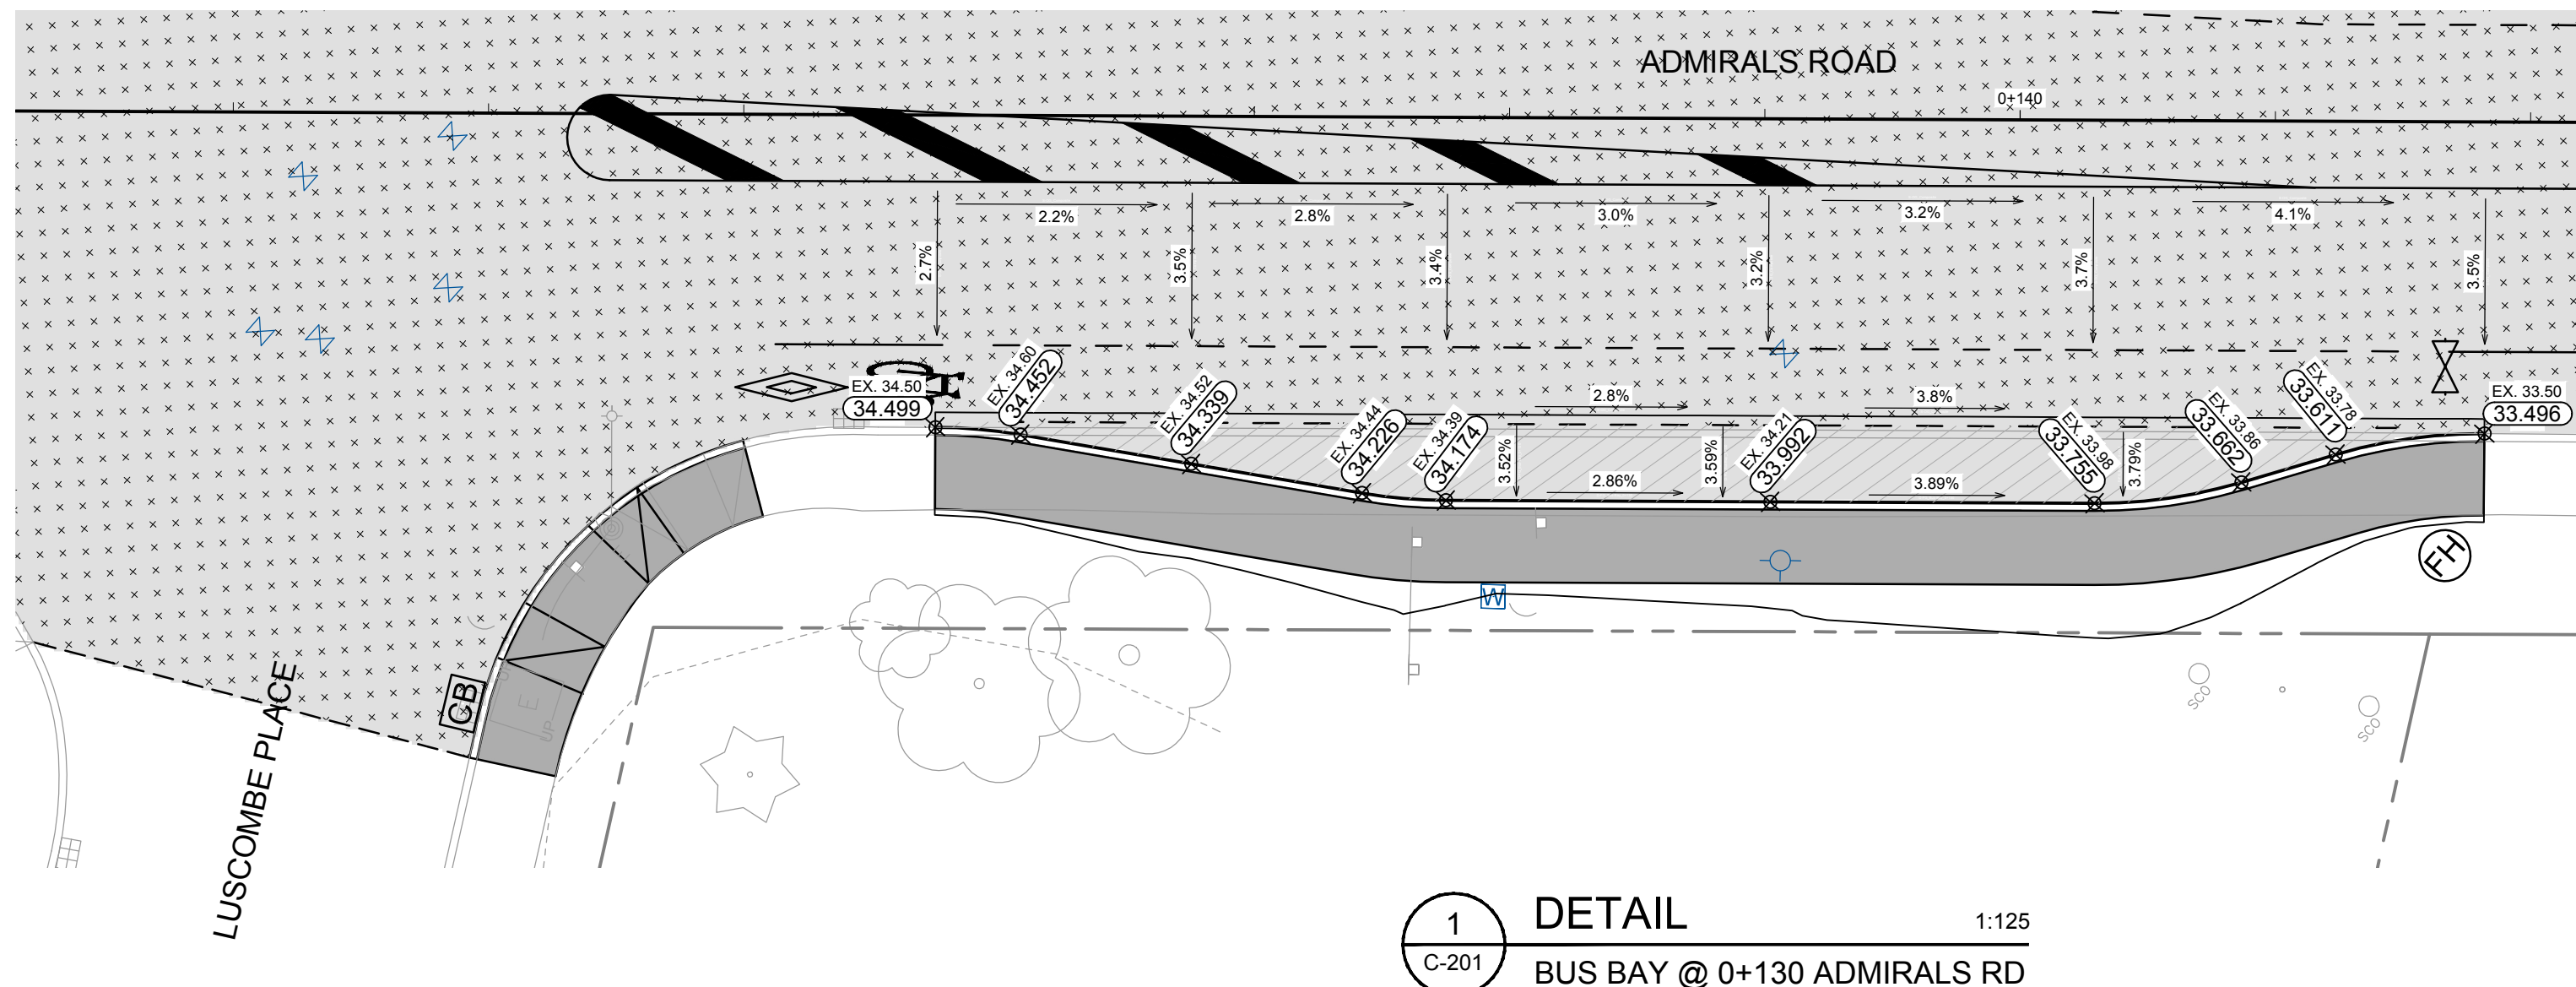 ADMIRALS ROAD
0+140
2.2%
2.8%
3.0%
3.2%
4.1%
2.7%
3.5%
3.4%
3.2%
3.7%
3.5%
EX. 34.50
34.499
EX. 34.60
34.452
EX. 34.52
34.339
EX. 34.44
34.226
EX. 34.39
34.174
2.8%
3.8%
3.52%
2.86%
3.59%
EX. 34.21
33.992
3.89%
EX. 33.98
33.755
3.79%
EX. 33.86
33.662
EX. 33.78
33.611
EX. 33.50
33.496
FH
W
CB
E
UP
SCO
SCO
LUSCOMBE PLACE
1
C-201
DETAIL
1:125
BUS BAY @ 0+130 ADMIRALS RD